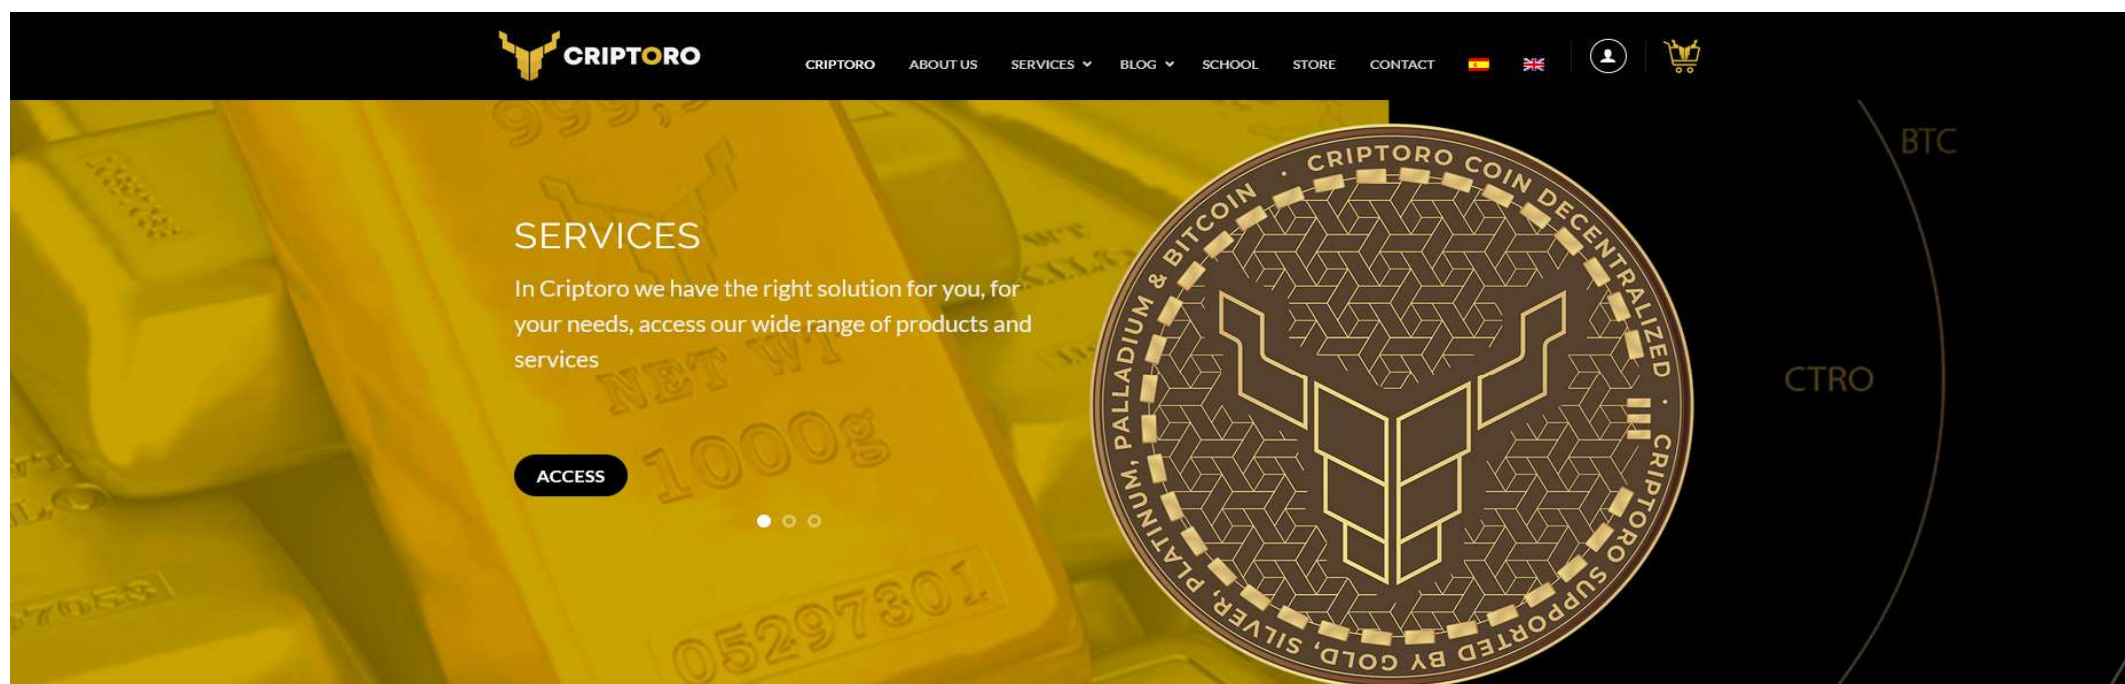 CRIPTORO
CRIPTORO ABOUT US SERVICES BLOG SCHOOL STORE CONTACT
SERVICES
In Criptoro we have the right solution for you, for
your needs, access our wide range of products and
services
ACCESS
999,
NET WT
1000g
05297301
97053
CRIPTORO COIN DECENTRALIZED · CRIPTORO SUPPORTED BY GOLD, SILVER, PLATINUM, PALLADIUM & BITCOIN ·
BTC
CTRO